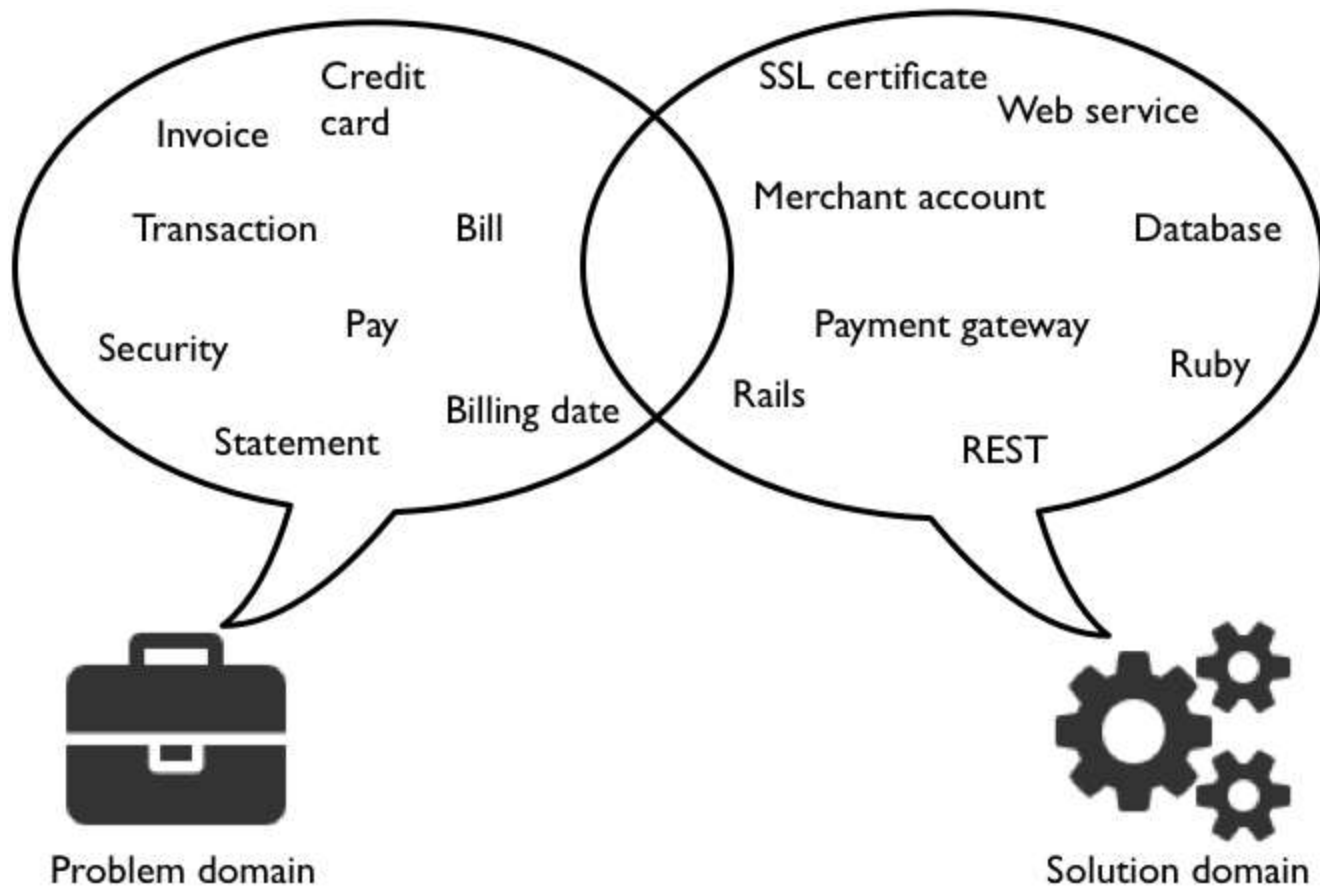 Credit
card
Invoice
Transaction
Bill
Pay
Security
Billing date
Statement
SSL certificate
Web service
Merchant account
Database
Payment gateway
Ruby
Rails
REST
Problem domain
Solution domain